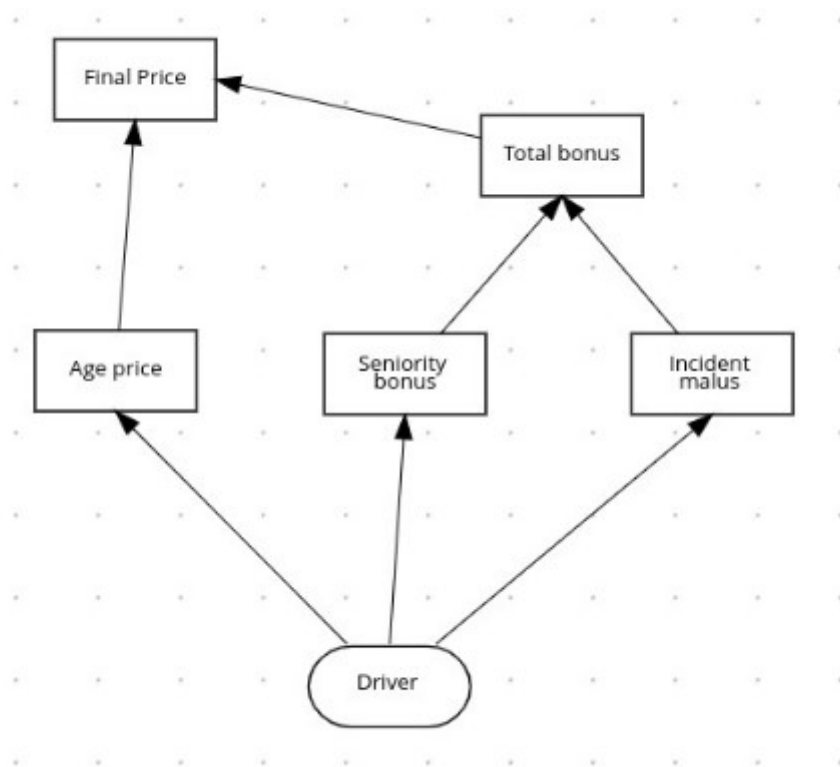 Final Price
Total bonus
Age price
Seniority
bonus
Incident
malus
Driver